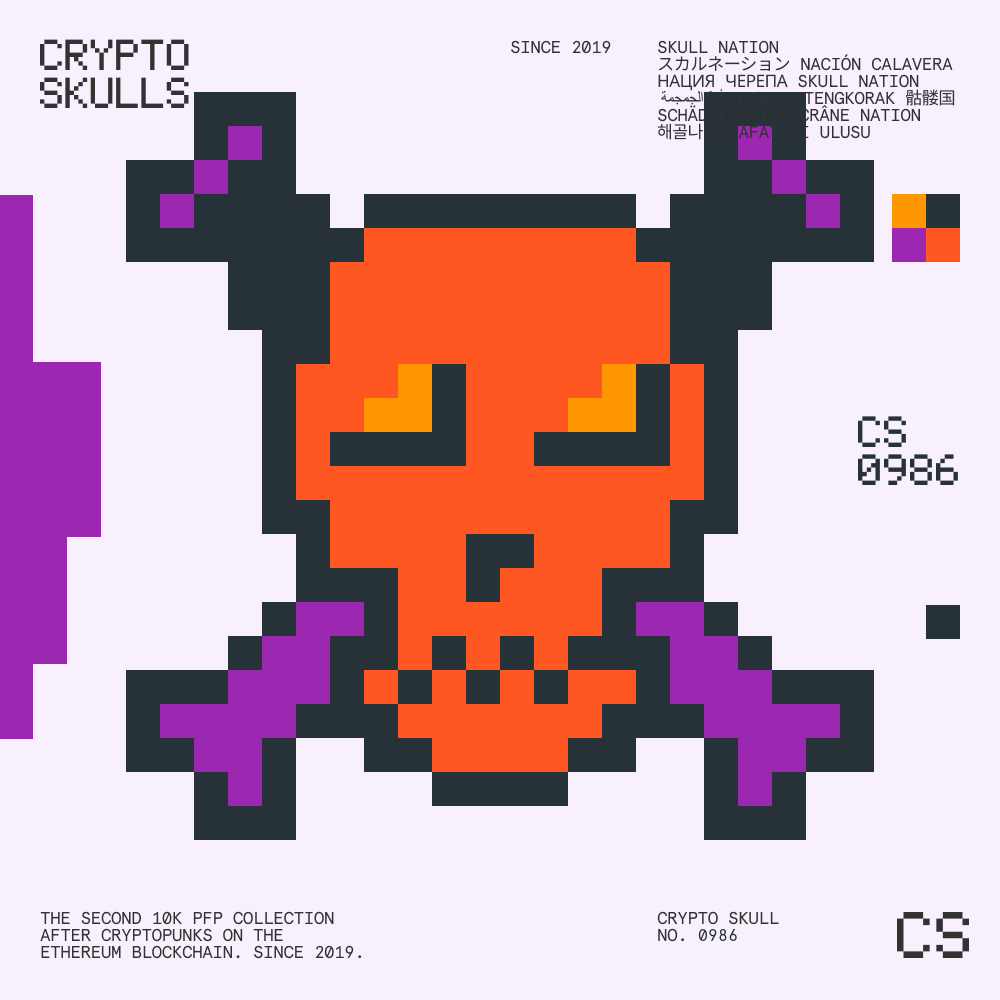 CRYPTO
SKULLS
SINCE 2019
SKULL NATION
スカルネーション NACIÓN CALAVERA
НАЦИЯ ЧЕРЕПА SKULL NATION
TENGKORAK 骷髅国
CRÂNE NATION
해골 ULUSU
CS
0986
THE SECOND 10K PFP COLLECTION
AFTER CRYPTOPUNKS ON THE
ETHEREUM BLOCKCHAIN. SINCE 2019.
CRYPTO SKULL
NO. 0986
CS